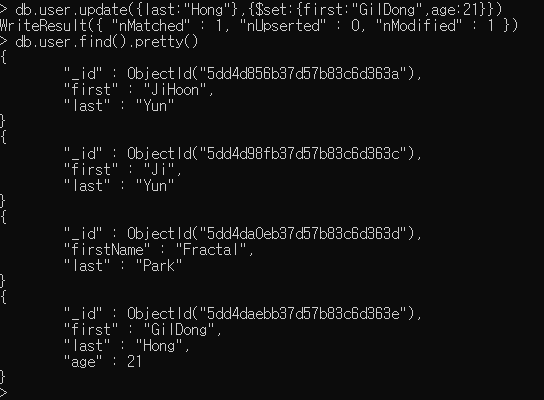 > db.user.update({last:"Hong"},{$set:{first:"GilDong",age:21}})
WriteResult({ "nMatched" : 1, "nUpserted" : 0, "nModified" : 1 })
> db.user.find().pretty()
{
        "_id" : ObjectId("5dd4d856b37d57b83c6d363a"),
        "first" : "JiHoon",
        "last" : "Yun"
}
{
        "_id" : ObjectId("5dd4d98fb37d57b83c6d363c"),
        "first" : "Ji",
        "last" : "Yun"
}
{
        "_id" : ObjectId("5dd4da0eb37d57b83c6d363d"),
        "firstName" : "Fractal",
        "last" : "Park"
}
{
        "_id" : ObjectId("5dd4daebb37d57b83c6d363e"),
        "first" : "GilDong",
        "last" : "Hong",
        "age" : 21
}
>